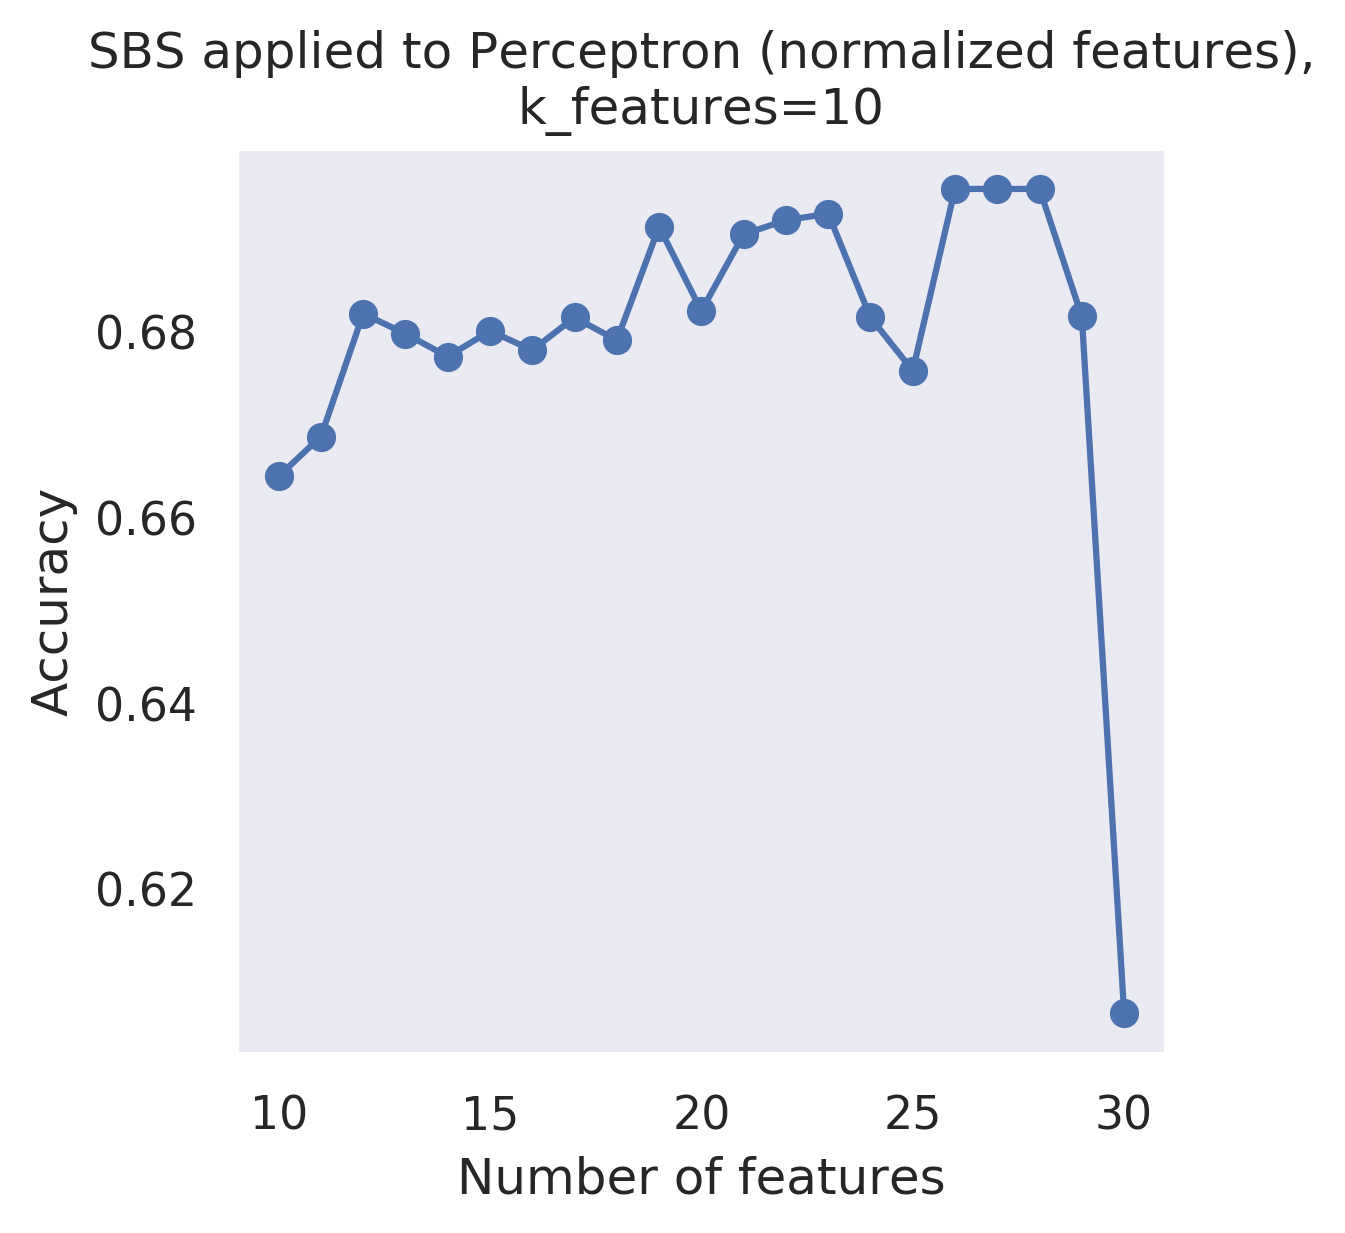 SBS applied to Perceptron (normalized features),
k_features=10
0.68
0.66
0.64
0.62
Accuracy
10 15 20 25 30
Number of features